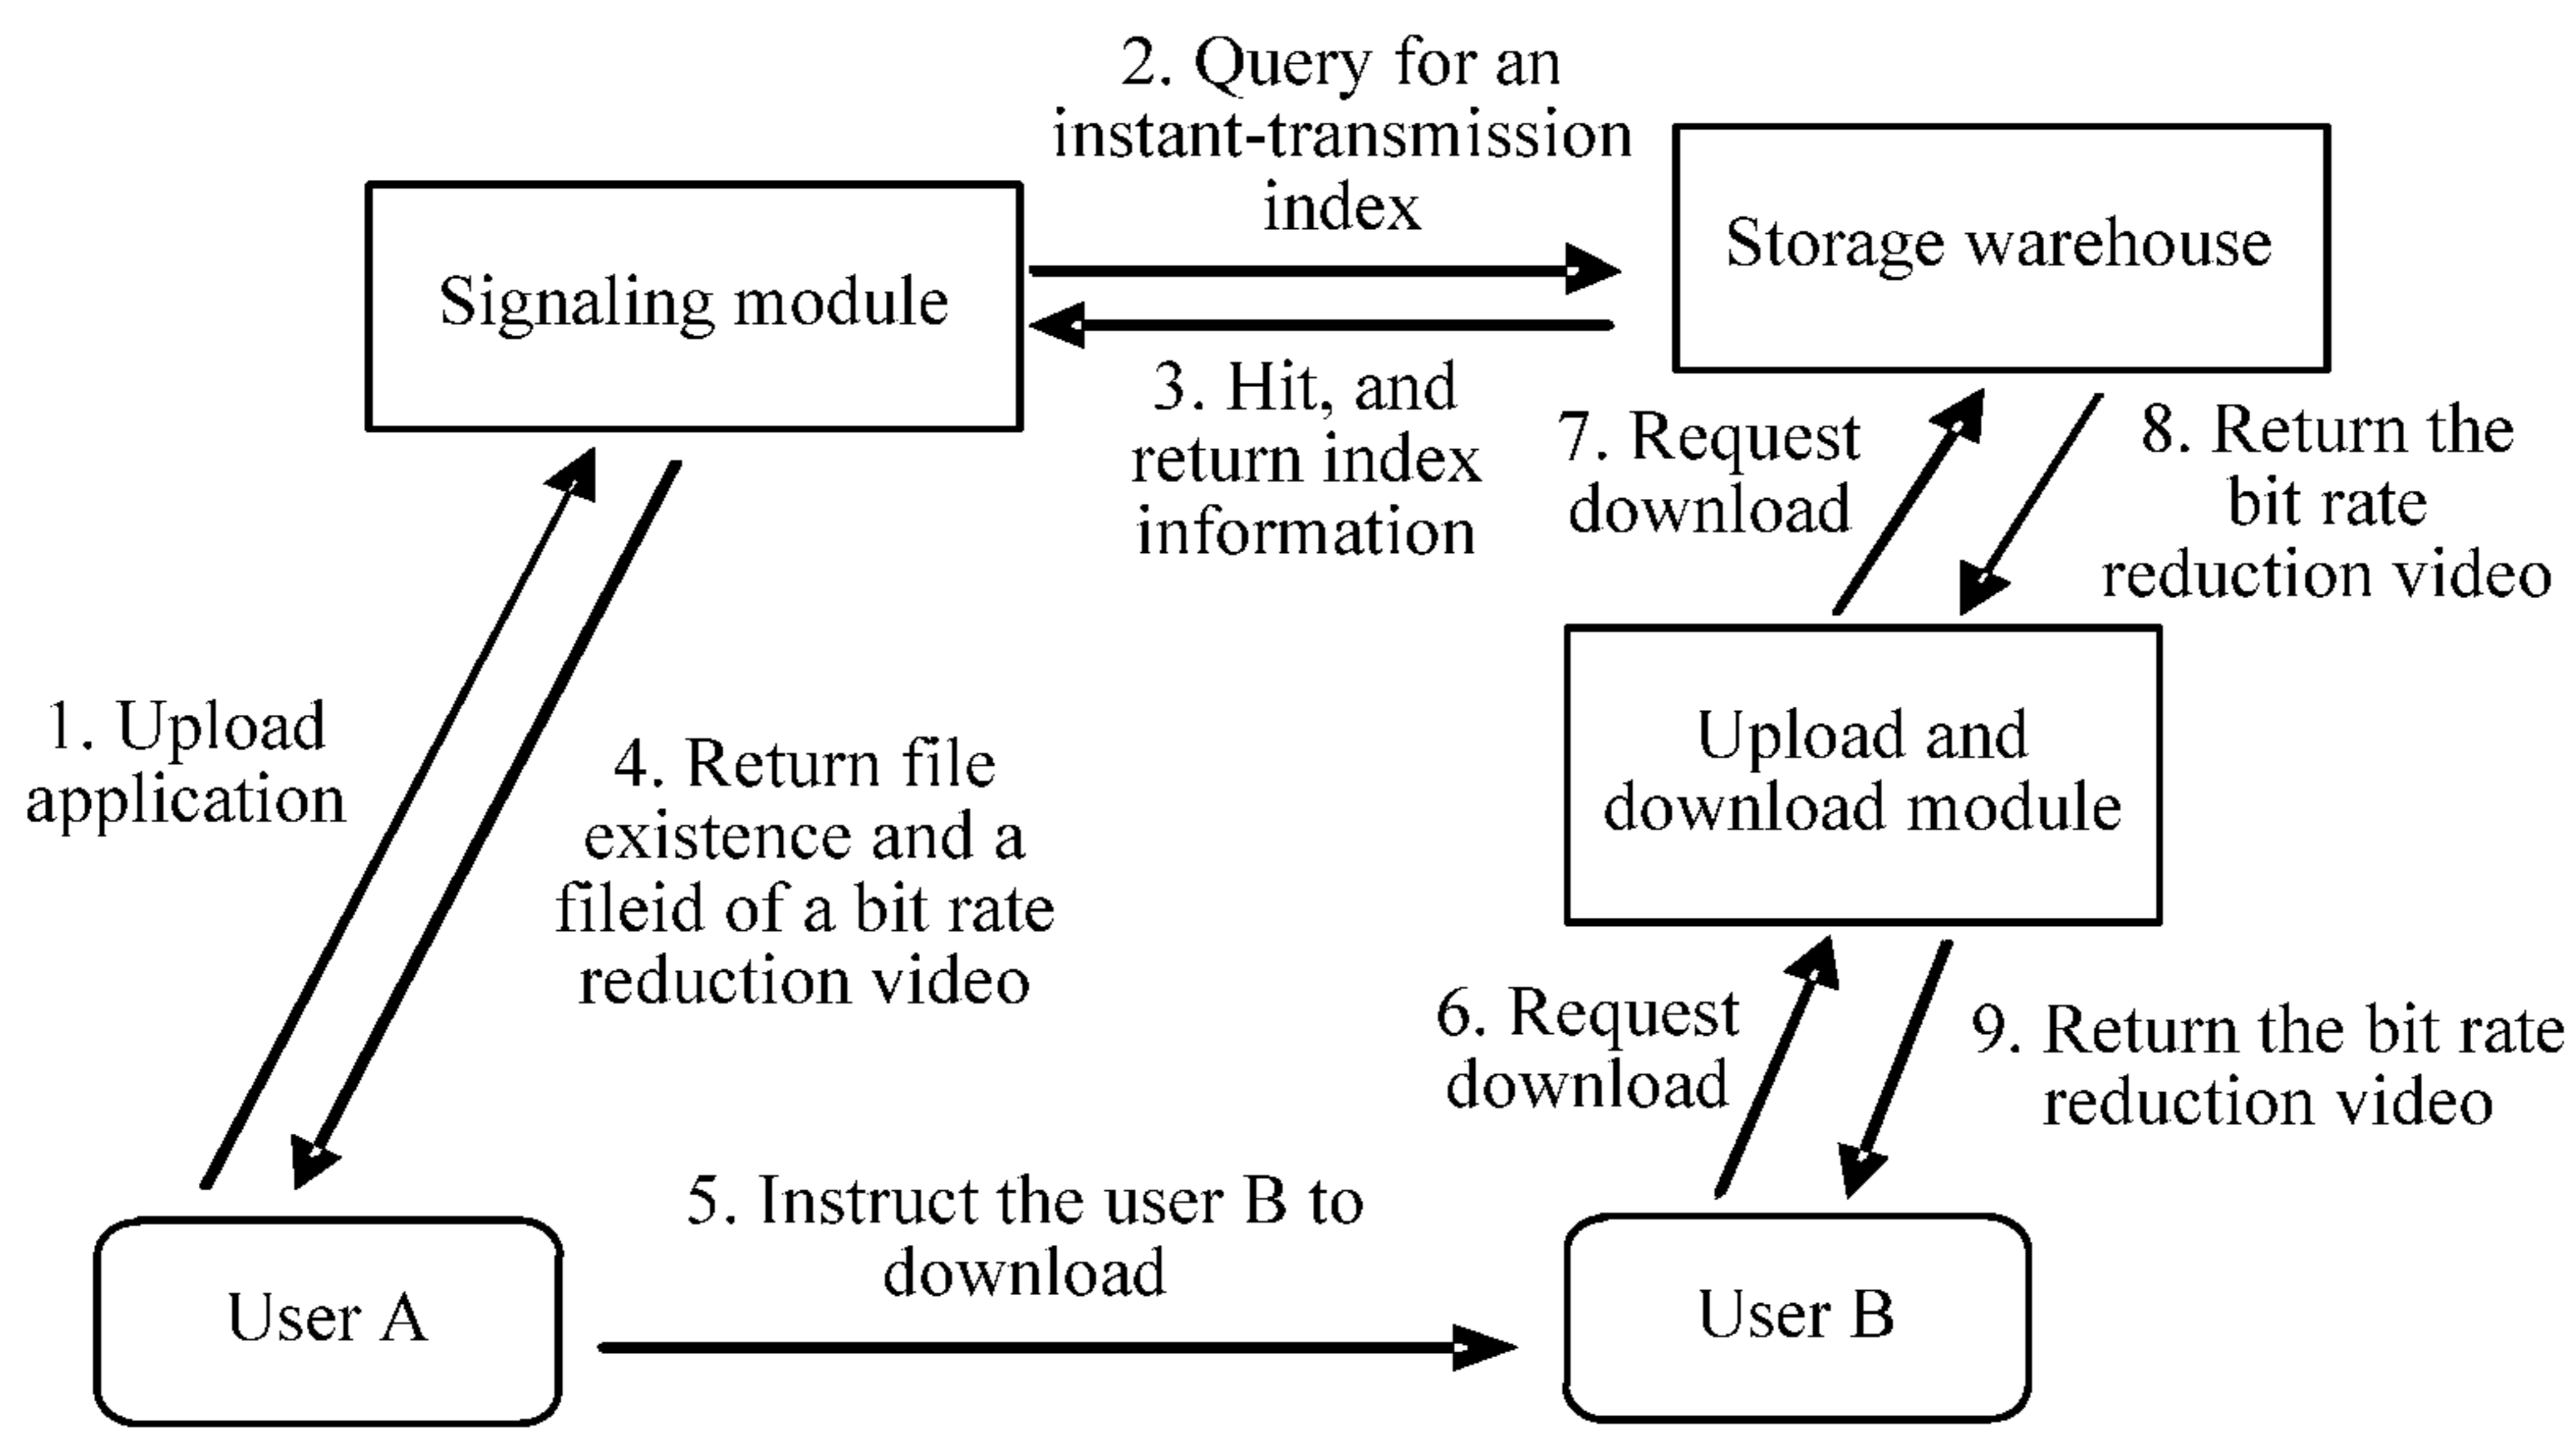 2. Query for an
instant-transmission
index
Signaling module
Storage warehouse
3. Hit, and
return index
information
7. Request
download
8. Return the
bit rate
reduction video
1. Upload
application
4. Return file
existence and a
fileid of a bit rate
reduction video
Upload and
download module
6. Request
download
9. Return the bit rate
reduction video
5. Instruct the user B to
download
User A
User B